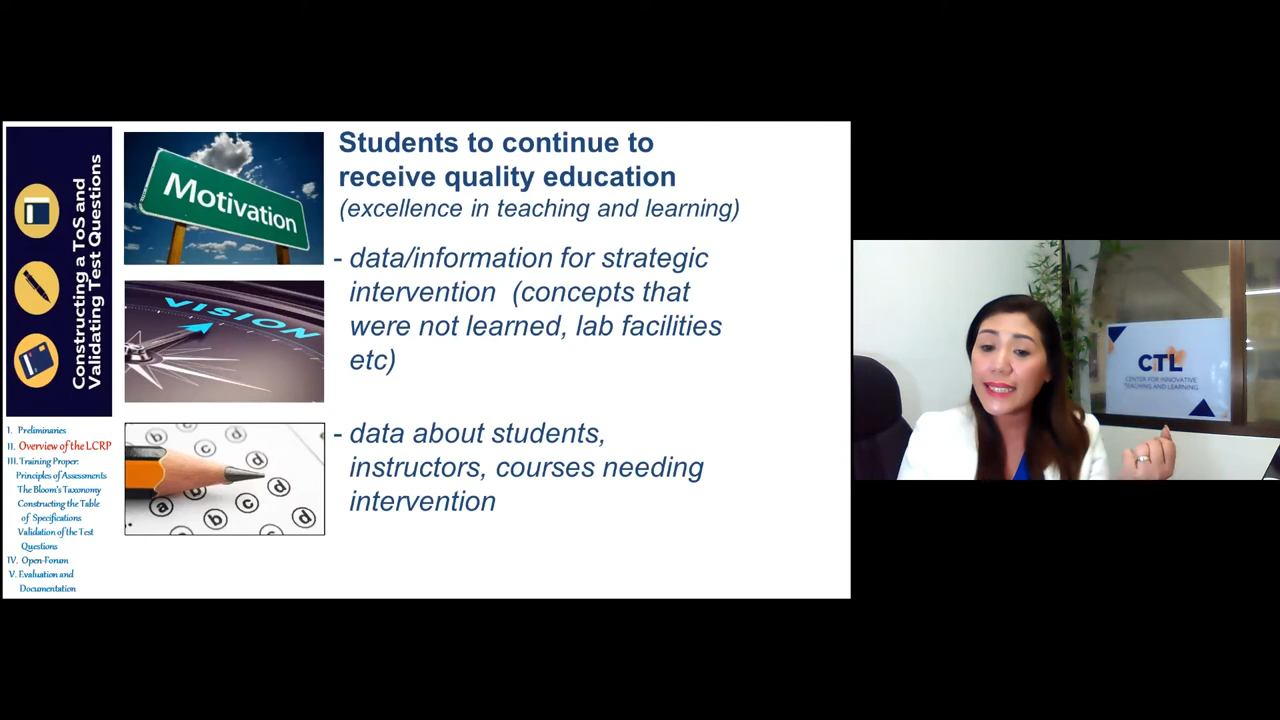 Constructing a ToS and
Validating Test Questions
I. Preliminaries
II. Overview of the LCRP
III. Training Proper:
Principles of Assessments
The Bloom's Taxonomy
Constructing the Table
of Specifications
Validation of the Test
Questions
IV. Open-Forum
V. Evaluation and
Documentation
Motivation
VISION
b c d
c d
d
a b c d
Students to continue to
receive quality education
(excellence in teaching and learning)
- data/information for strategic
intervention (concepts that
were not learned, lab facilities
etc)
- data about students,
instructors, courses needing
intervention
CiTL
CENTER FOR INNOVATIVE
TEACHING AND LEARNING